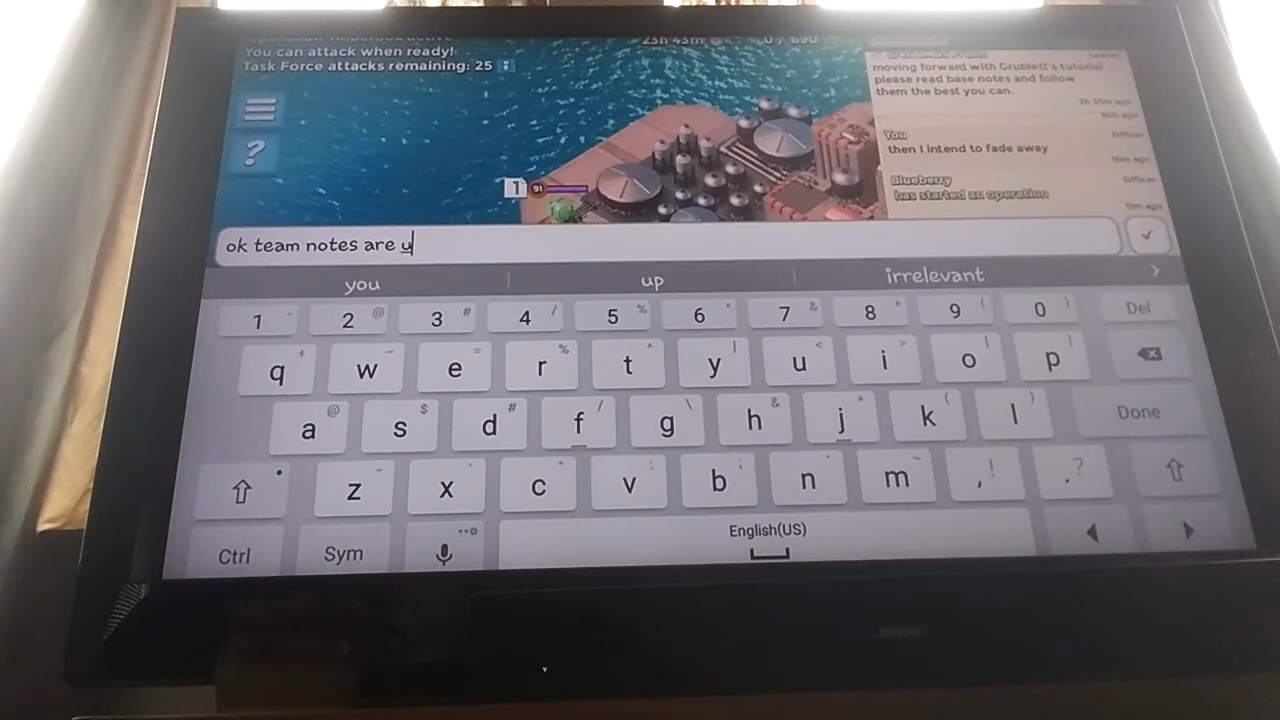 You can attack when ready!
Task Force attacks remaining: 25
23h 43m
0 / 690
?
moving forward with Grublett's tutorial
please read base notes and follow
them the best you can.
You
Officer
then I intend to fade away
Blueberry
Officer
has started an operation
1
91
ok team notes are u
you
up
irrelevant
1 2 @ 3 # 4 / 5 % 6 ^ 7 & 8 * 9 ( 0 ) Del
q + w e = r % t ^ y | u < i > o [ p ]
a @ s $ d # f / g \ h & j * k ( l ) Done
z x c v b n m , ! . ?
Ctrl Sym English(US)